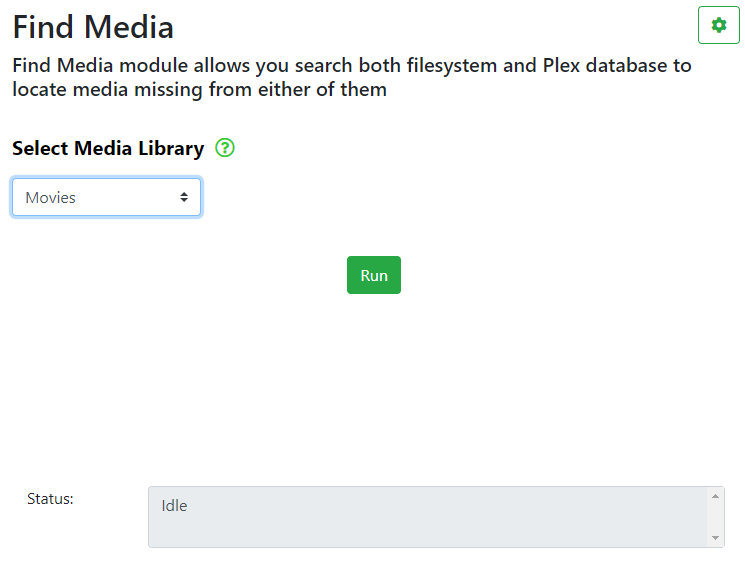 Find Media
Find Media module allows you search both filesystem and Plex database to
locate media missing from either of them
Select Media Library
Movies
Run
Status:
Idle